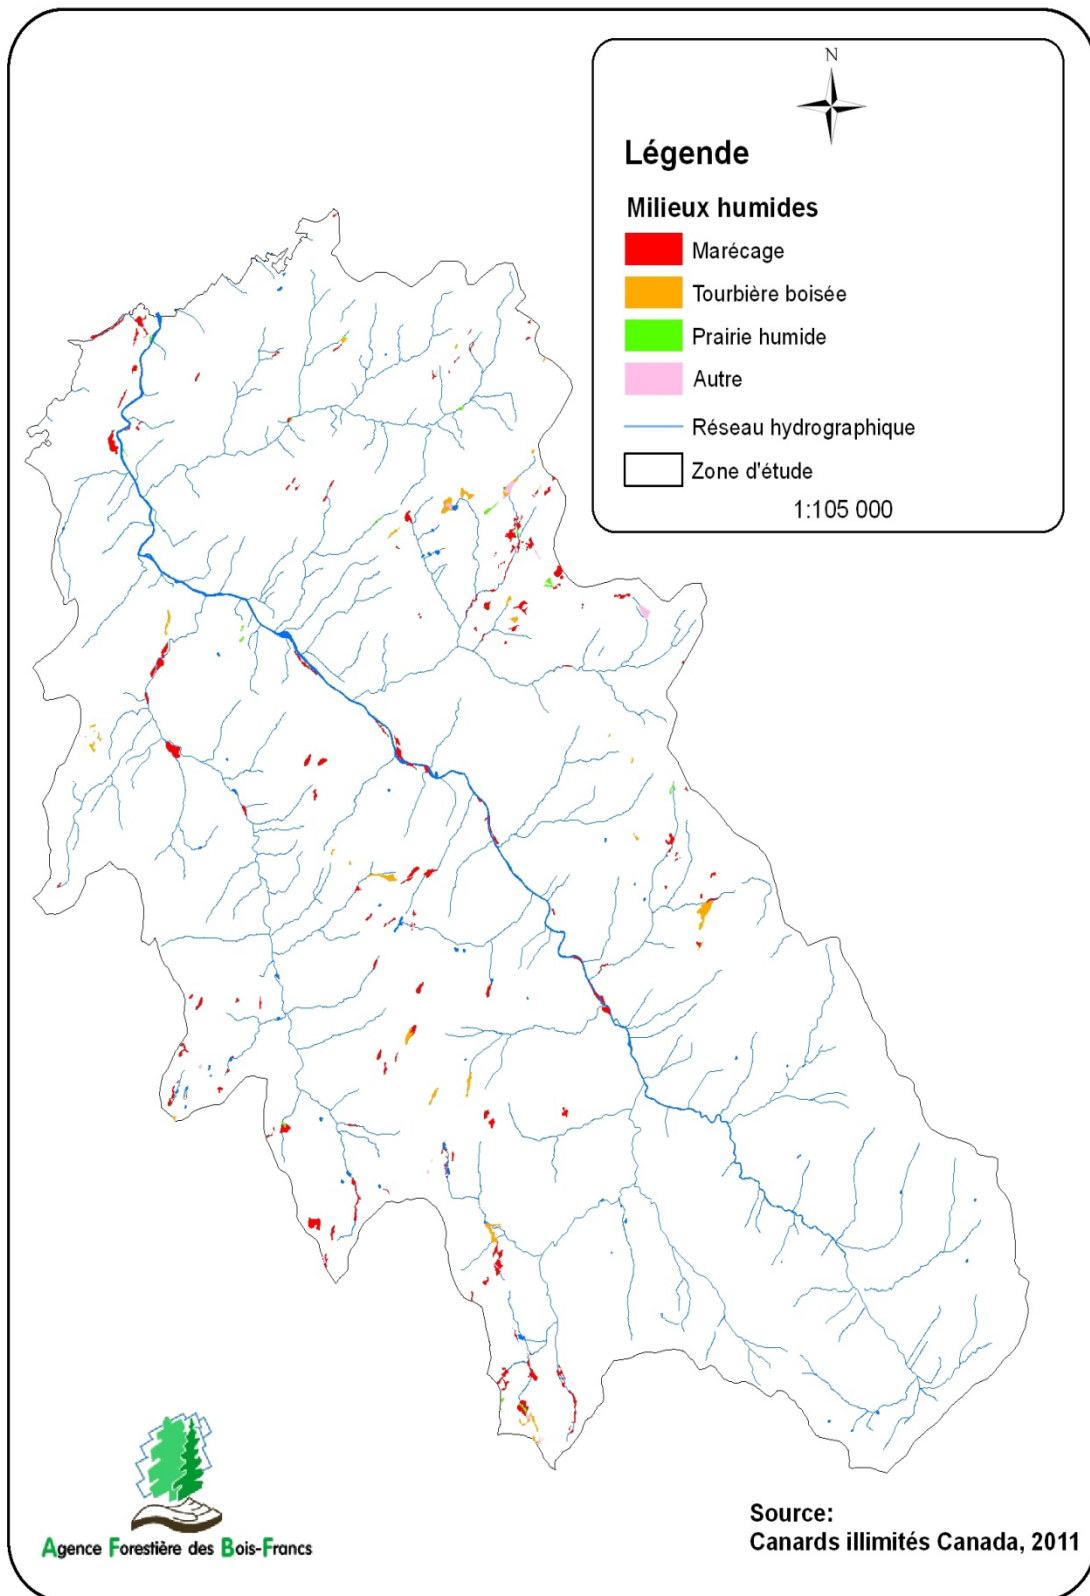 N
Légende
Milieux humides
Marécage
Tourbière boisée
Prairie humide
Autre
Réseau hydrographique
Zone d'étude
1:105 000
Agence Forestière des Bois-Francs
Source:
Canards illimités Canada, 2011